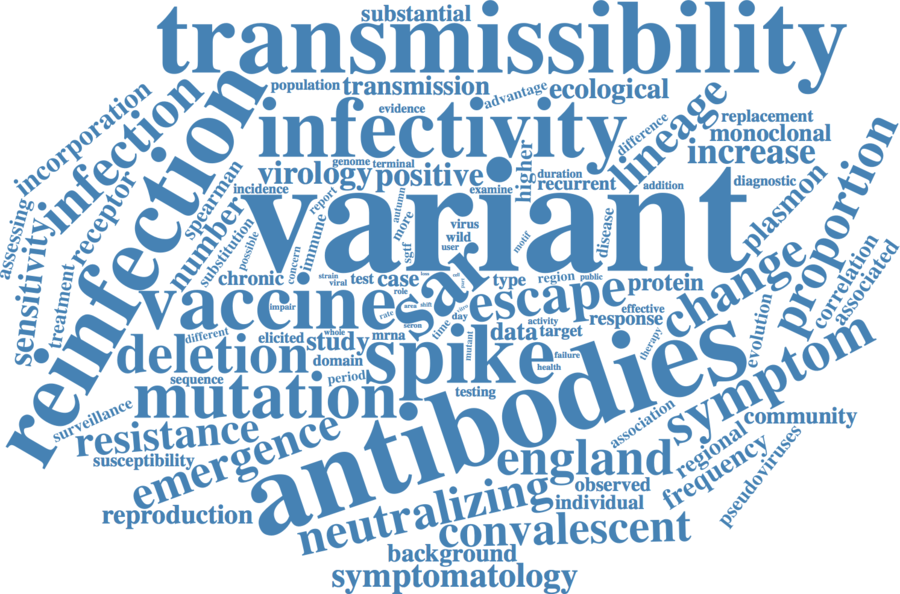 substantial
transmissibility
population
transmission
advantage
ecological
evidence
infectivity
difference
lineage
replacement
monoclonal
increase
incorporation
infection
reinfection
receptor
spearman
genome
terminal
virology
positive
incidence
higher
duration
recurrent
examine
addition
diagnostic
assessing
sensitivity
treatment
number
substitution
possible
report
immune
concern
autumn
more
sgtf
virus
wild
user
motif
disease
variant
plasmon
proportion
correlation
associated
chronic
strain
viral
test
case
role
type
region
public
protein
vaccine
impair
rate
area
shift
sar
escape
change
effective
response
different
elicited
study
whole
mrna
time
day
data
activity
target
therapy
evolution
deletion
domain
spike
mutant
failure
health
symptom
sequence
period
testing
mutation
antibodies
surveillance
resistance
susceptibility
emergence
association
community
england
regional
frequency
pseudoviruses
observed
individual
reproduction
neutralizing
convalescent
background
symptomatology